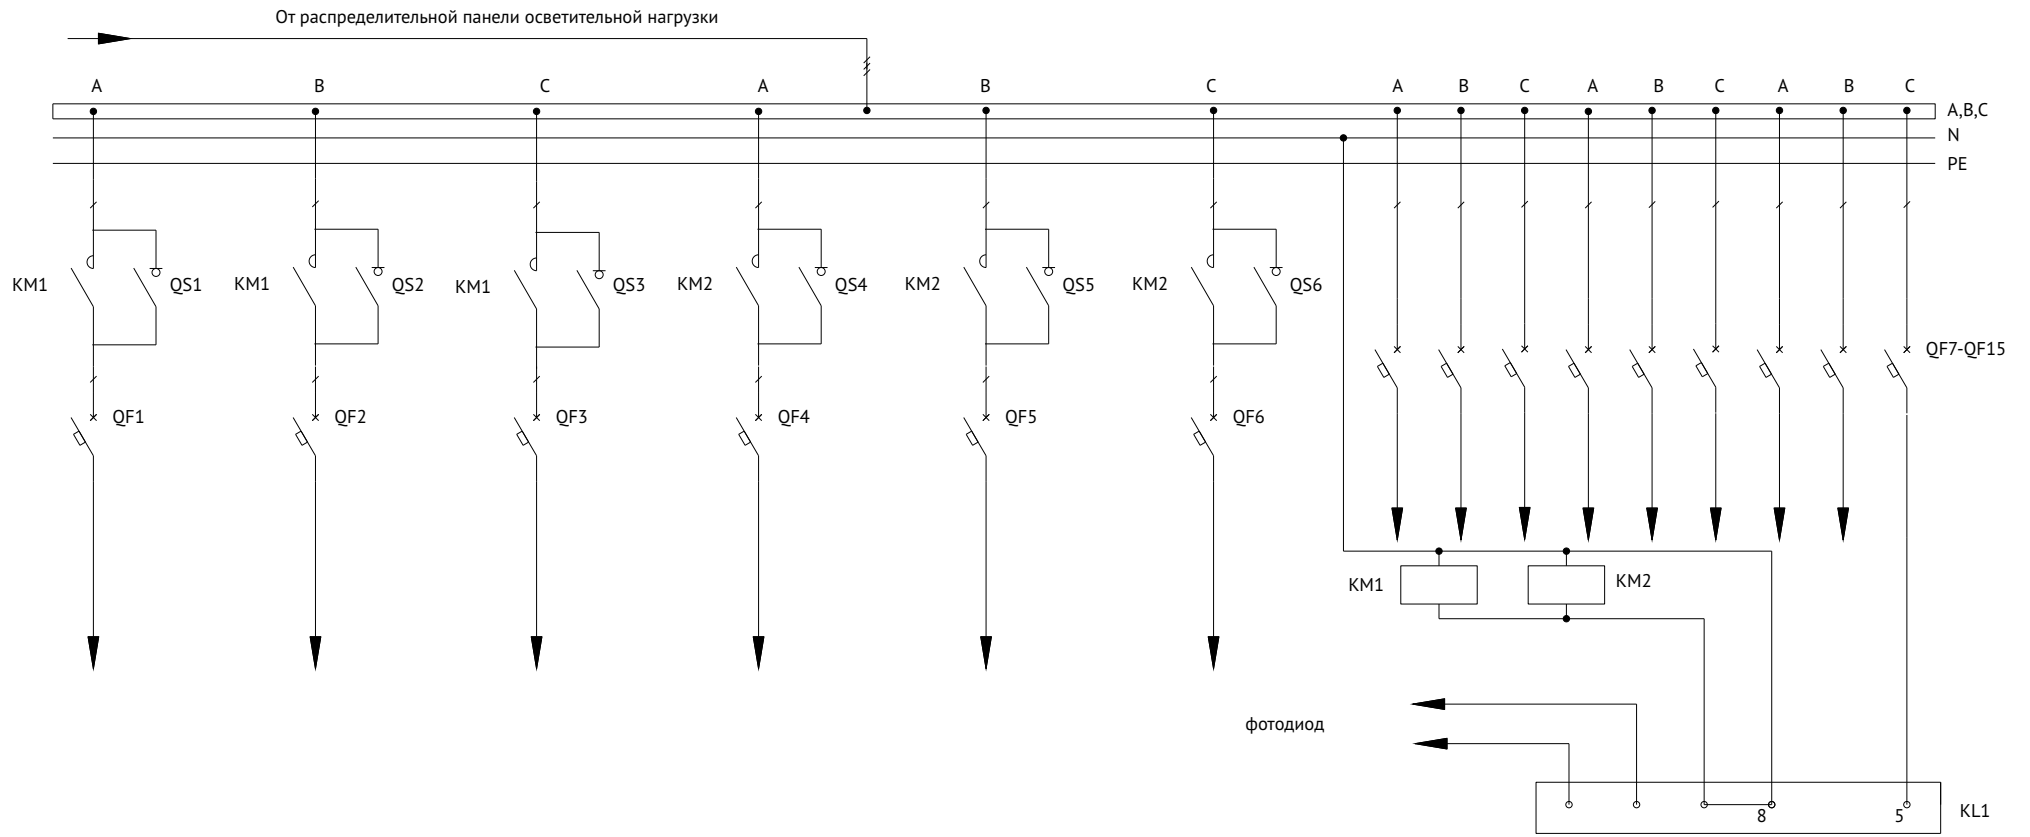 От распределительной панели осветительной нагрузки
A B C A B C A B C A B C A B C
A,B,C
N
PE
KM1 QS1 KM1 QS2 KM1 QS3 KM2 QS4 KM2 QS5 KM2 QS6
QF7-QF15
QF1 QF2 QF3 QF4 QF5 QF6
KM1 KM2
фотодиод
8 5 KL1